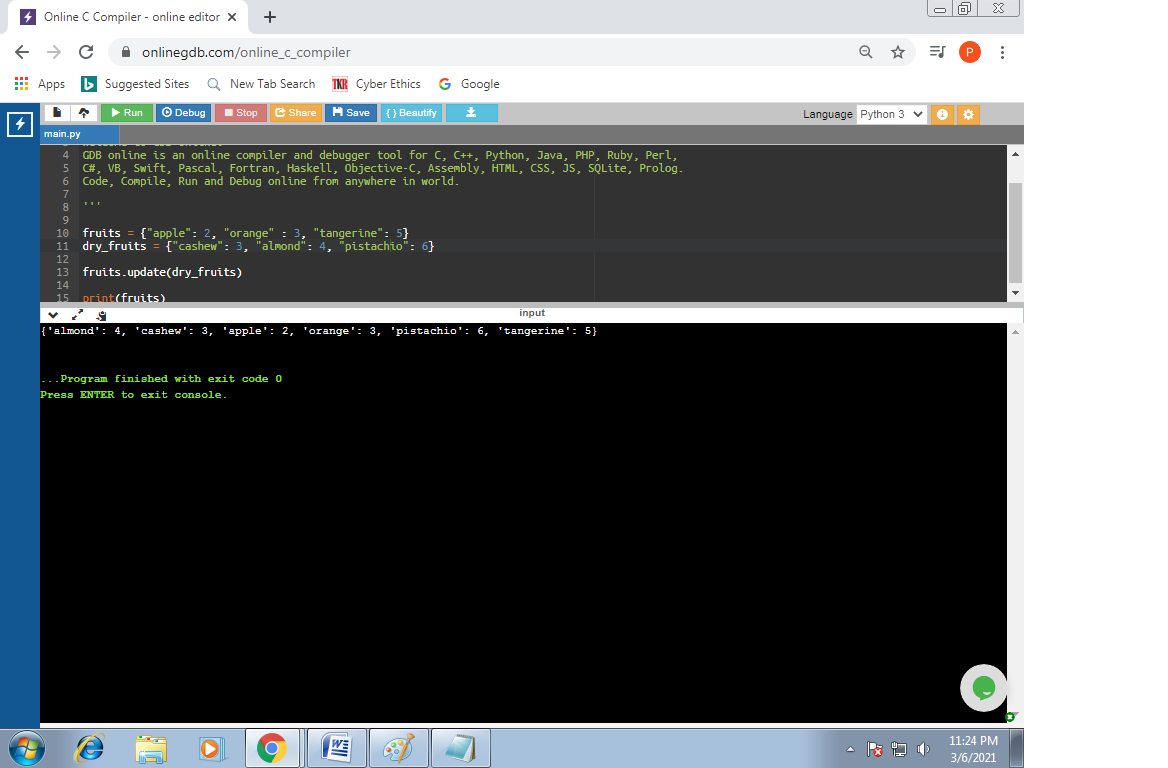 Online C Compiler - online editor
onlinegdb.com/online_c_compiler
P
Apps
Suggested Sites
New Tab Search
TKR Cyber Ethics
Google
Run
Debug
Stop
Share
Save
{ } Beautify
Language Python 3
main.py
4 GDB online is an online compiler and debugger tool for C, C++, Python, Java, PHP, Ruby, Perl,
5 C#, VB, Swift, Pascal, Fortran, Haskell, Objective-C, Assembly, HTML, CSS, JS, SQLite, Prolog.
6 Code, Compile, Run and Debug online from anywhere in world.
7
8 '''
9
10 fruits = {"apple": 2, "orange" : 3, "tangerine": 5}
11 dry_fruits = {"cashew": 3, "almond": 4, "pistachio": 6}
12
13 fruits.update(dry_fruits)
14
15 print(fruits)
input
{'almond': 4, 'cashew': 3, 'apple': 2, 'orange': 3, 'pistachio': 6, 'tangerine': 5}
...Program finished with exit code 0
Press ENTER to exit console.
11:24 PM
3/6/2021